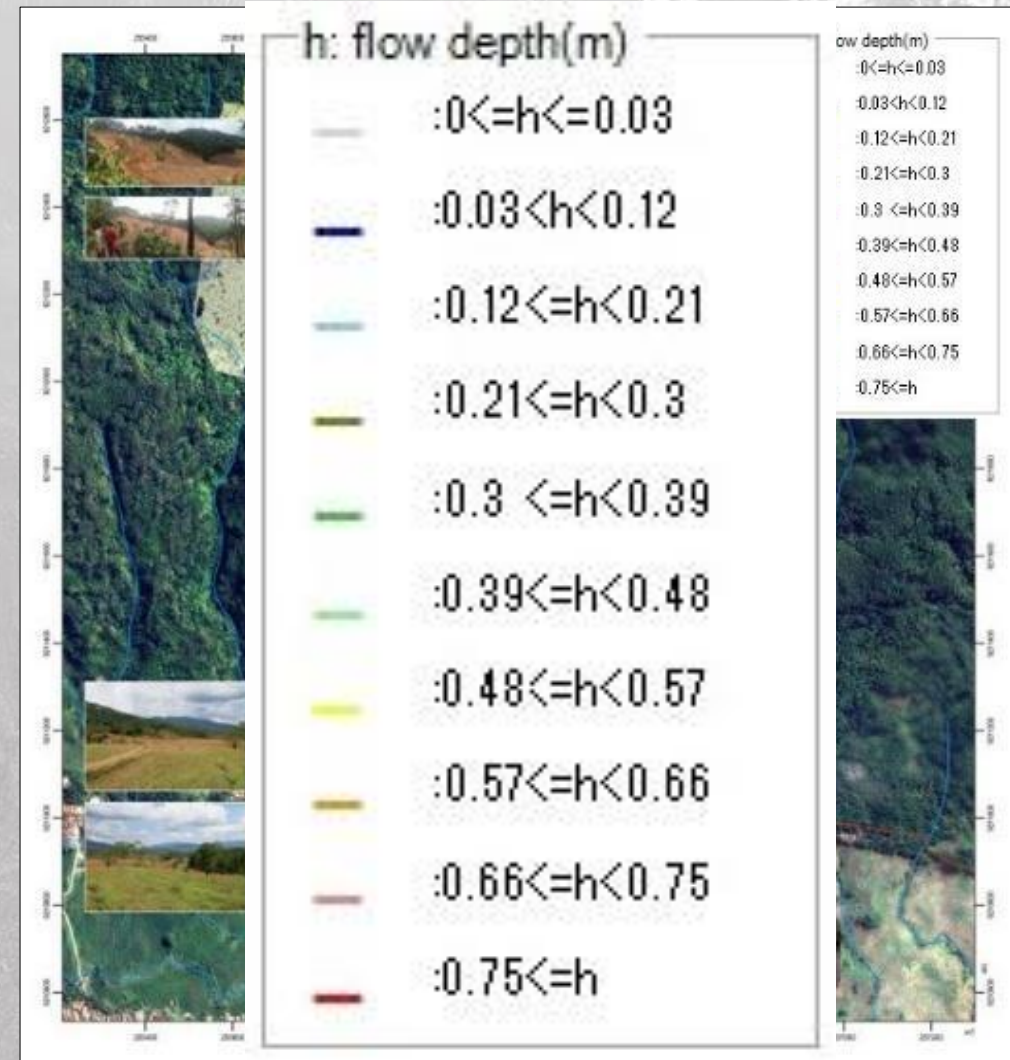 h: flow depth(m)
:0<=h<=0.03
:0.03<h<0.12
:0.12<=h<0.21
:0.21<=h<0.3
:0.3 <=h<0.39
:0.39<=h<0.48
:0.48<=h<0.57
:0.57<=h<0.66
:0.66<=h<0.75
:0.75<=h
ow depth(m)
:0<=h<=0.03
:0.03<h<0.12
:0.12<=h<0.21
:0.21<=h<0.3
:0.3 <=h<0.39
:0.39<=h<0.48
:0.48<=h<0.57
:0.57<=h<0.66
:0.66<=h<0.75
:0.75<=h